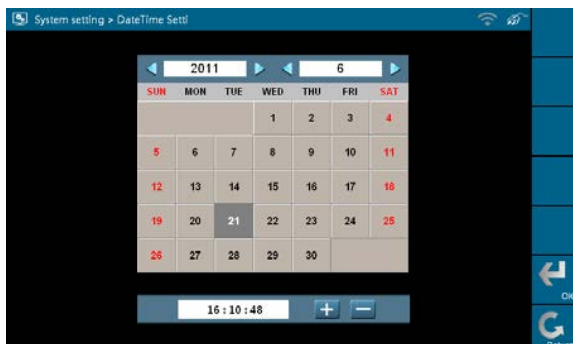 System setting > DateTime Setti
2011 6
SUN MON TUE WED THU FRI SAT
1 2 3 4
5 6 7 8 9 10 11
12 13 14 15 16 17 18
19 20 21 22 23 24 25
26 27 28 29 30
16 : 10 : 48 + −
OK